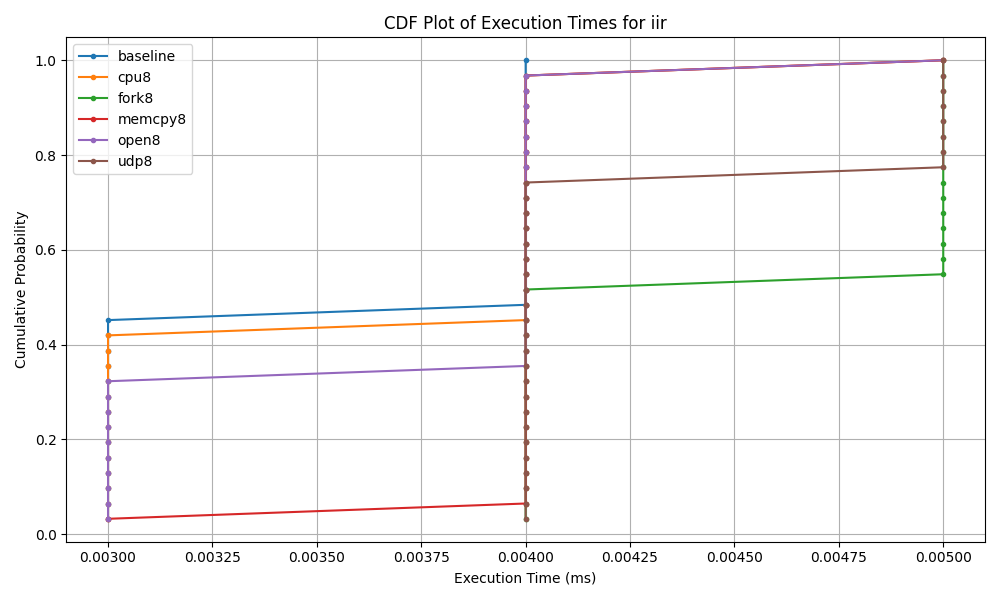 CDF Plot of Execution Times for iir
baseline
cpu8
fork8
memcpy8
open8
udp8
Cumulative Probability
1.0
0.8
0.6
0.4
0.2
0.0
0.00300 0.00325 0.00350 0.00375 0.00400 0.00425 0.00450 0.00475 0.00500
Execution Time (ms)